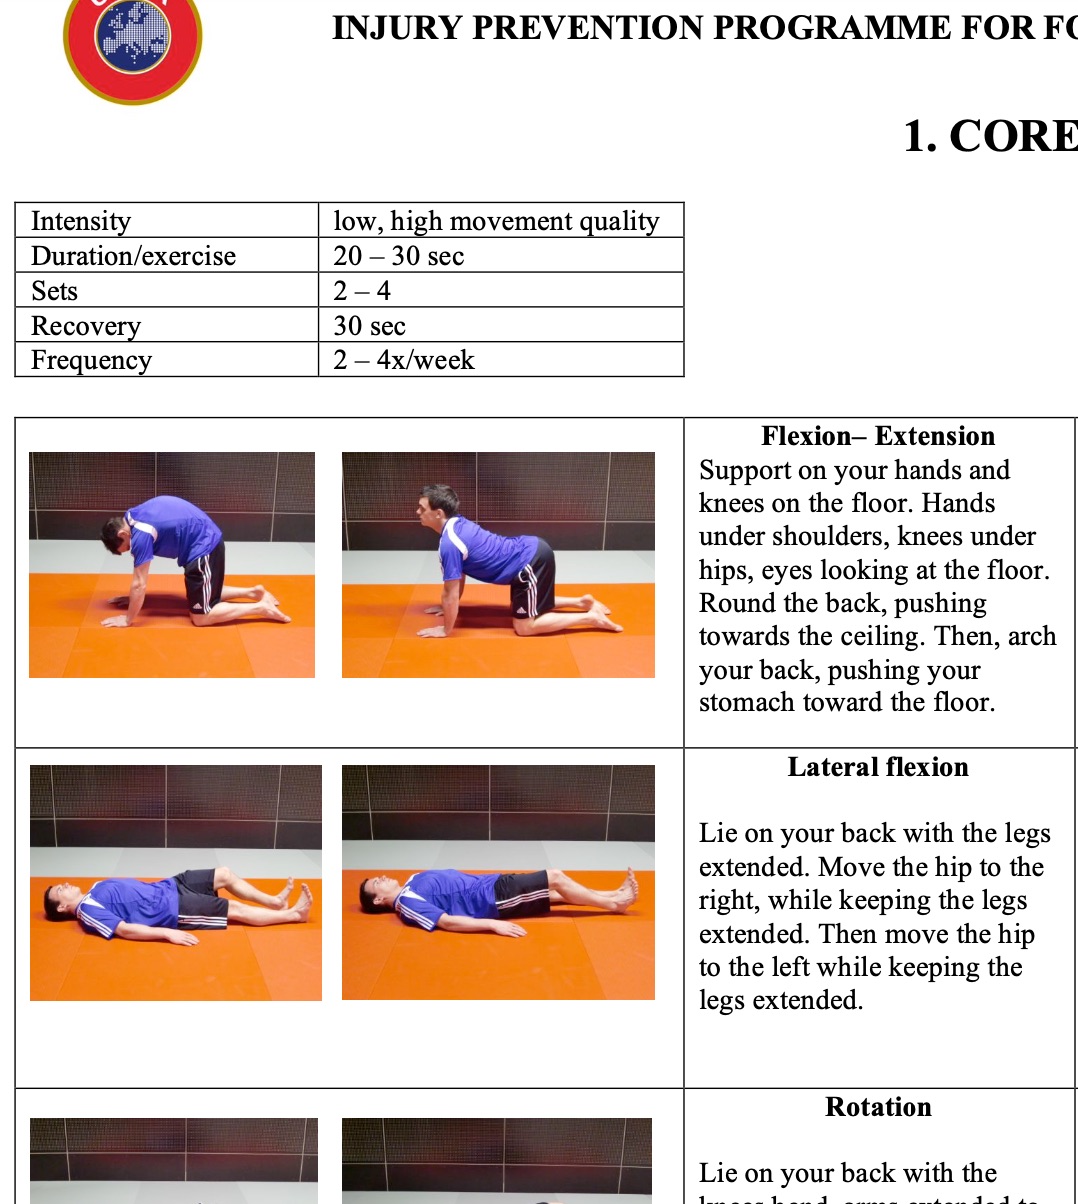 INJURY PREVENTION PROGRAMME FOR
1. CORE
Intensity low, high movement quality
Duration/exercise 20 – 30 sec
Sets 2 – 4
Recovery 30 sec
Frequency 2 – 4x/week
Flexion– Extension
Support on your hands and
knees on the floor. Hands
under shoulders, knees under
hips, eyes looking at the floor.
Round the back, pushing
towards the ceiling. Then, arch
your back, pushing your
stomach toward the floor.
Lateral flexion
Lie on your back with the legs
extended. Move the hip to the
right, while keeping the legs
extended. Then move the hip
to the left while keeping the
legs extended.
Rotation
Lie on your back with the